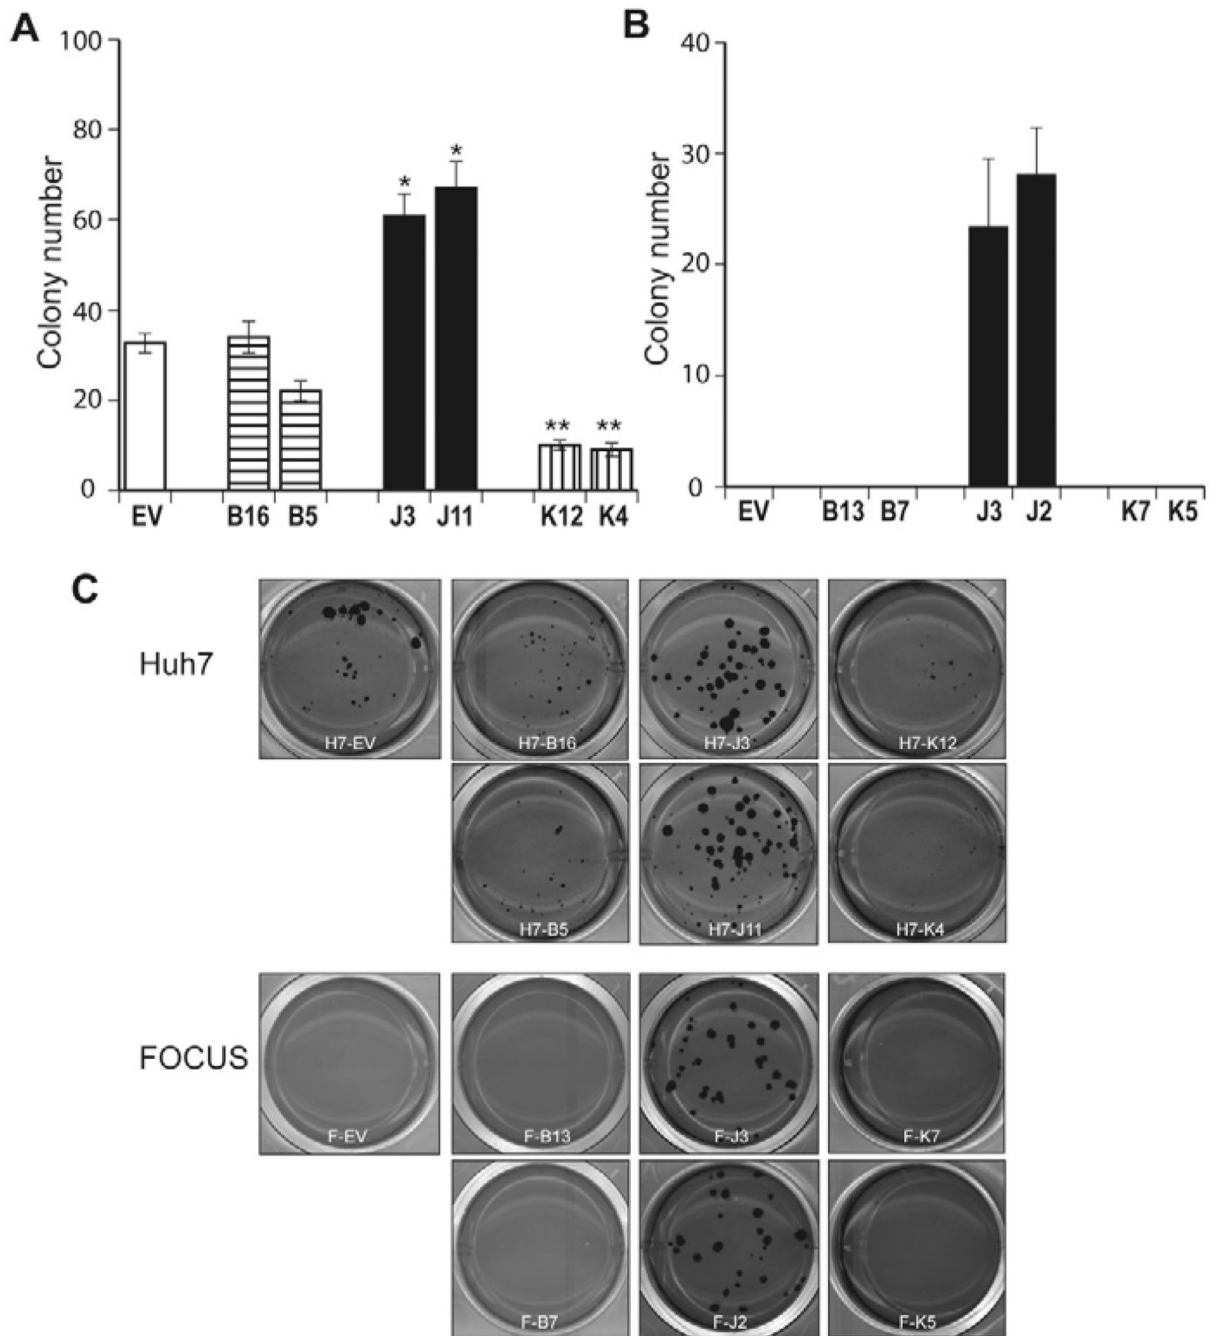 A
100
80
60
40
20
0
Colony number
*
*
**
**
EV B16 B5 J3 J11 K12 K4
B
40
30
20
10
0
Colony number
EV B13 B7 J3 J2 K7 K5
C
Huh7
H7-EV H7-B16 H7-J3 H7-K12
H7-B5 H7-J11 H7-K4
FOCUS
F-EV F-B13 F-J3 F-K7
F-B7 F-J2 F-K5